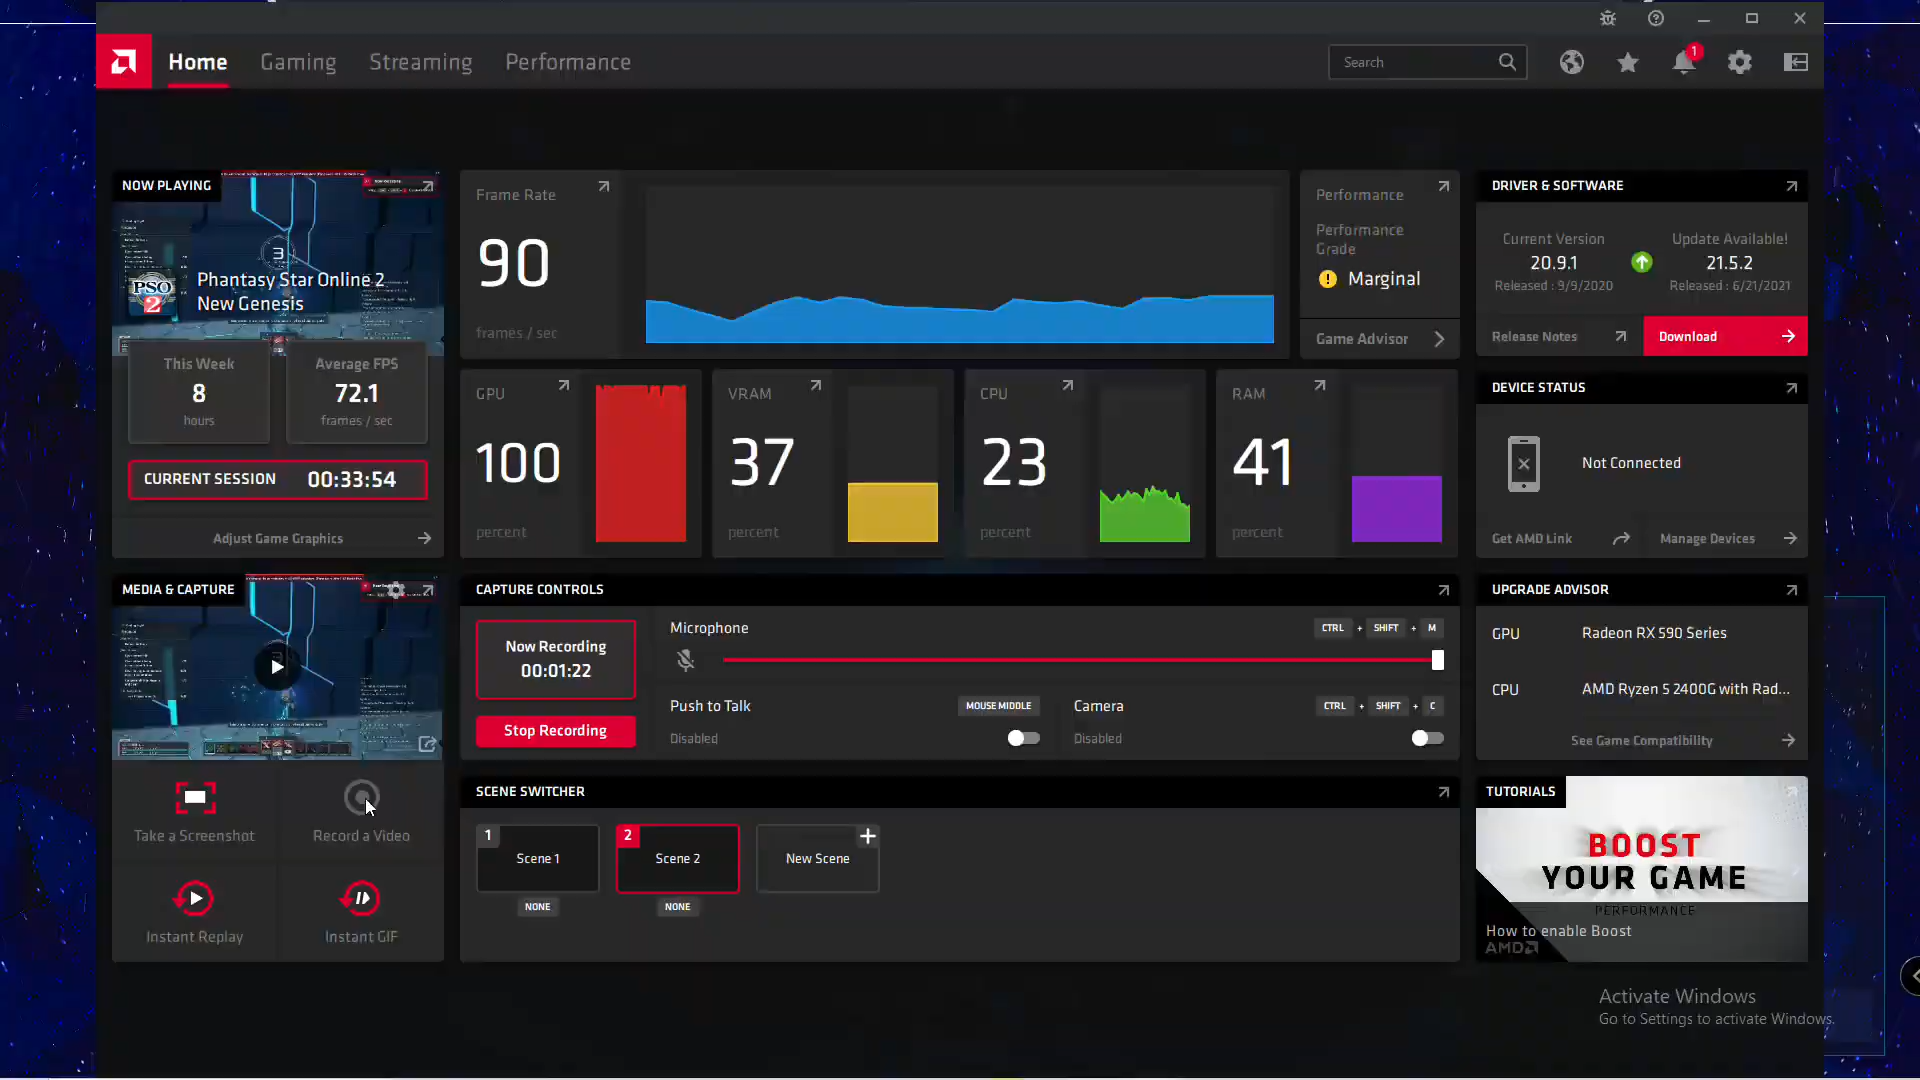 Home
Gaming
Streaming
Performance
Search
1
NOW PLAYING
PSO
2
Phantasy Star Online 2
New Genesis
This Week
8
hours
Average FPS
72.1
frames / sec
CURRENT SESSION 00:33:54
Adjust Game Graphics
Frame Rate
90
frames / sec
Performance
Performance
Grade
Marginal
Game Advisor
DRIVER & SOFTWARE
Current Version
20.9.1
Released : 9/9/2020
Update Available!
21.5.2
Released : 6/21/2021
Release Notes
Download
GPU
100
percent
VRAM
37
percent
CPU
23
percent
RAM
41
percent
DEVICE STATUS
Not Connected
Get AMD Link
Manage Devices
MEDIA & CAPTURE
Take a Screenshot
Record a Video
Instant Replay
Instant GIF
CAPTURE CONTROLS
Now Recording
00:01:22
Stop Recording
Microphone
CTRL + SHIFT + M
Push to Talk
MOUSE MIDDLE
Disabled
Camera
CTRL + SHIFT + C
Disabled
UPGRADE ADVISOR
GPU Radeon RX 590 Series
CPU AMD Ryzen 5 2400G with Rad...
See Game Compatibility
SCENE SWITCHER
1
Scene 1
NONE
2
Scene 2
NONE
New Scene
TUTORIALS
BOOST
YOUR GAME
PERFORMANCE
How to enable Boost
AMD
Activate Windows
Go to Settings to activate Windows.